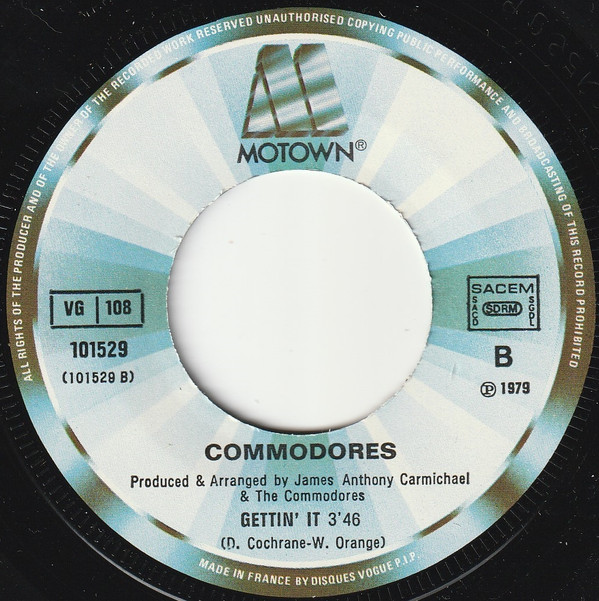 ALL RIGHTS OF THE PRODUCER AND OF THE OWNER OF THE RECORDED WORK RESERVED UNAUTHORISED COPYING PUBLIC PERFORMANCE AND BROADCASTING OF THIS RECORD PROHIBITED
MOTOWN®
VG | 108
101529
(101529 B)
SACEM
SACD SDRM SGDL
B
Ⓟ 1979
COMMODORES
Produced & Arranged by James Anthony Carmichael
& The Commodores
GETTIN' IT 3'46
(D. Cochrane-W. Orange)
MADE IN FRANCE BY DISQUES VOGUE P.I.P.